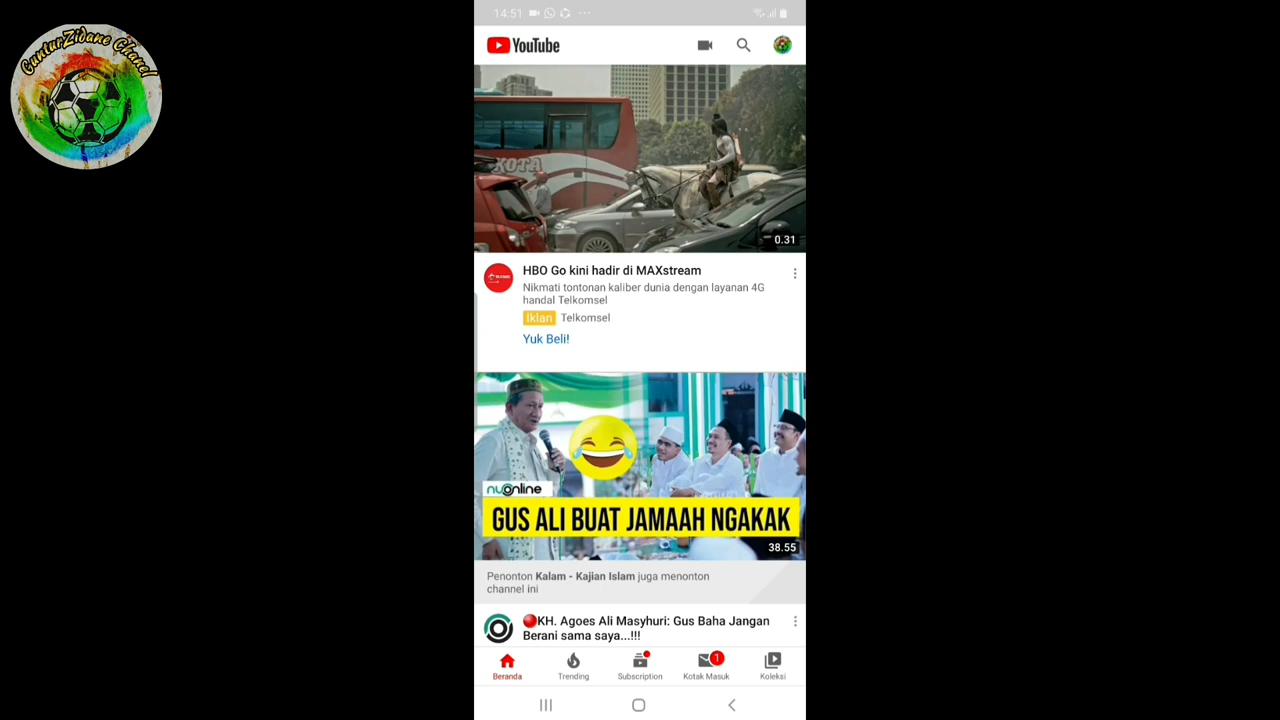 GunturZidane Chanel
14:51
YouTube
KOTA
0.31
HBO Go kini hadir di MAXstream
Nikmati tontonan kaliber dunia dengan layanan 4G
handal Telkomsel
Iklan Telkomsel
Yuk Beli!
nuonline
GUS ALI BUAT JAMAAH NGAKAK
38.55
Penonton Kalam - Kajian Islam juga menonton
channel ini
🔴KH. Agoes Ali Masyhuri: Gus Baha Jangan
Berani sama saya...!!!
1
Beranda Trending Subscription Kotak Masuk Koleksi